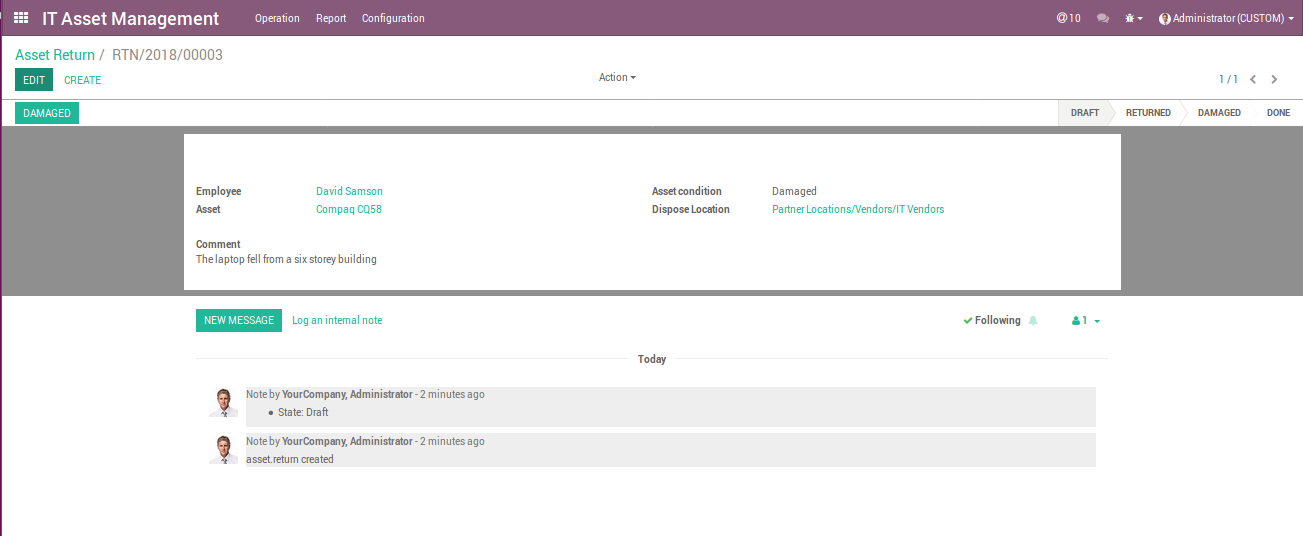 IT Asset Management Operation Report Configuration @10 Administrator (CUSTOM)
Asset Return / RTN/2018/00003
EDIT CREATE Action 1 / 1
DAMAGED DRAFT RETURNED DAMAGED DONE
Employee David Samson Asset condition Damaged
Asset Compaq CQ58 Dispose Location Partner Locations/Vendors/IT Vendors
Comment
The laptop fell from a six storey building
NEW MESSAGE Log an internal note Following 1
Today
Note by YourCompany, Administrator - 2 minutes ago
• State: Draft
Note by YourCompany, Administrator - 2 minutes ago
asset.return created